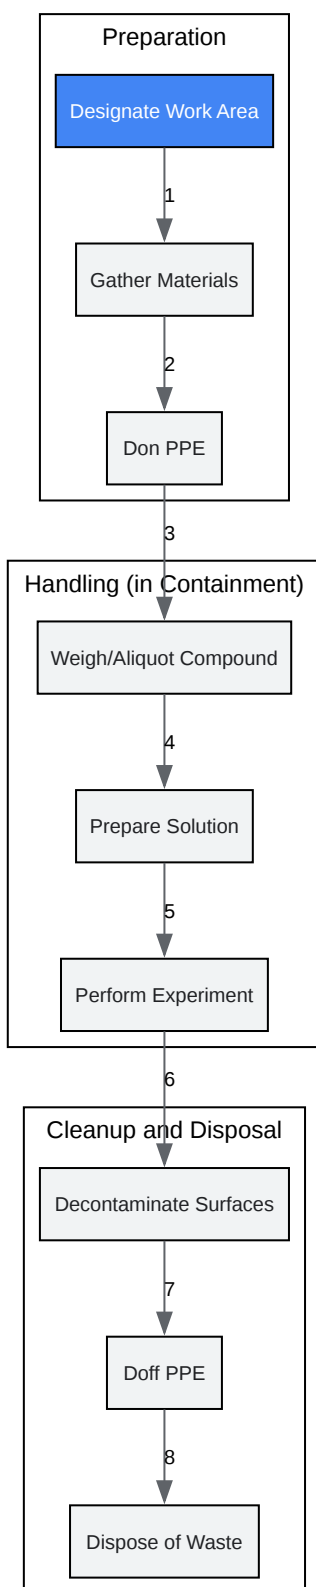 Preparation
Designate Work Area
1
Gather Materials
2
Don PPE
3
Handling (in Containment)
Weigh/Aliquot Compound
4
Prepare Solution
5
Perform Experiment
6
Cleanup and Disposal
Decontaminate Surfaces
7
Doff PPE
8
Dispose of Waste